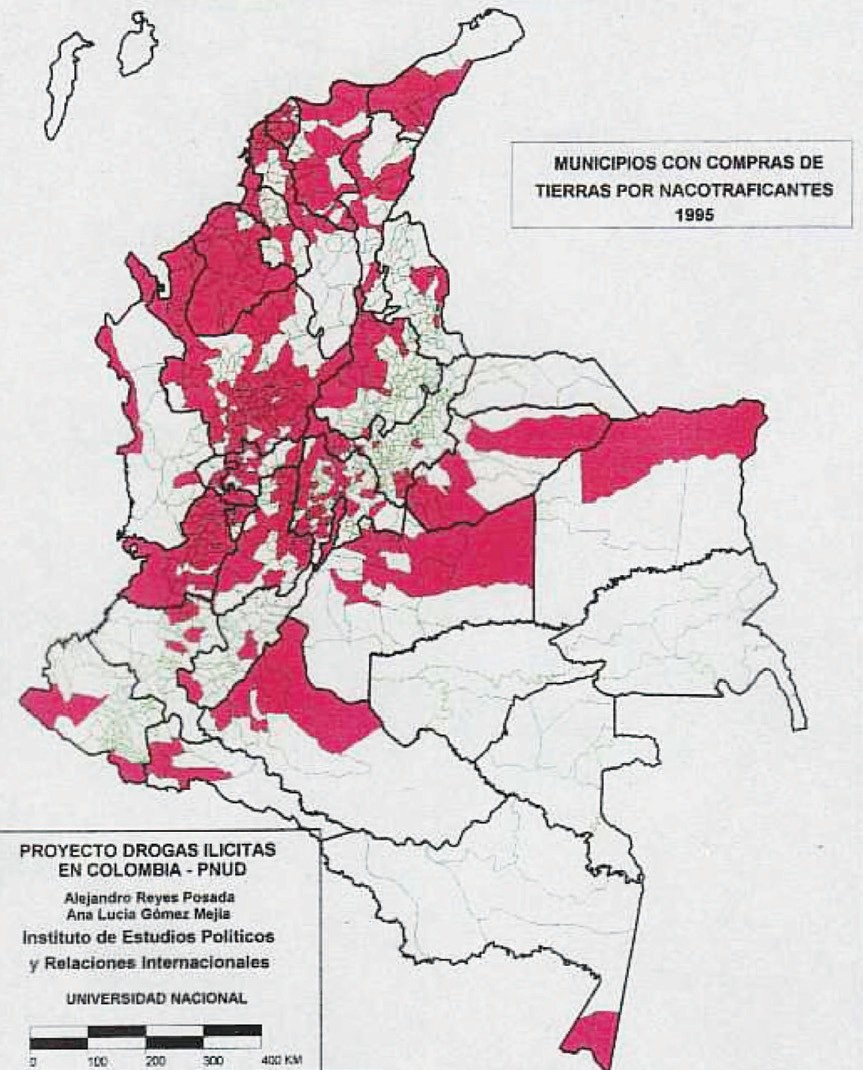 MUNICIPIOS CON COMPRAS DE
TIERRAS POR NACOTRAFICANTES
1995
PROYECTO DROGAS ILICITAS
EN COLOMBIA - PNUD
Alejandro Reyes Posada
Ana Lucia Gómez Mejia
Instituto de Estudios Politicos
y Relaciones Internacionales
UNIVERSIDAD NACIONAL
0 100 200 300 400 KM